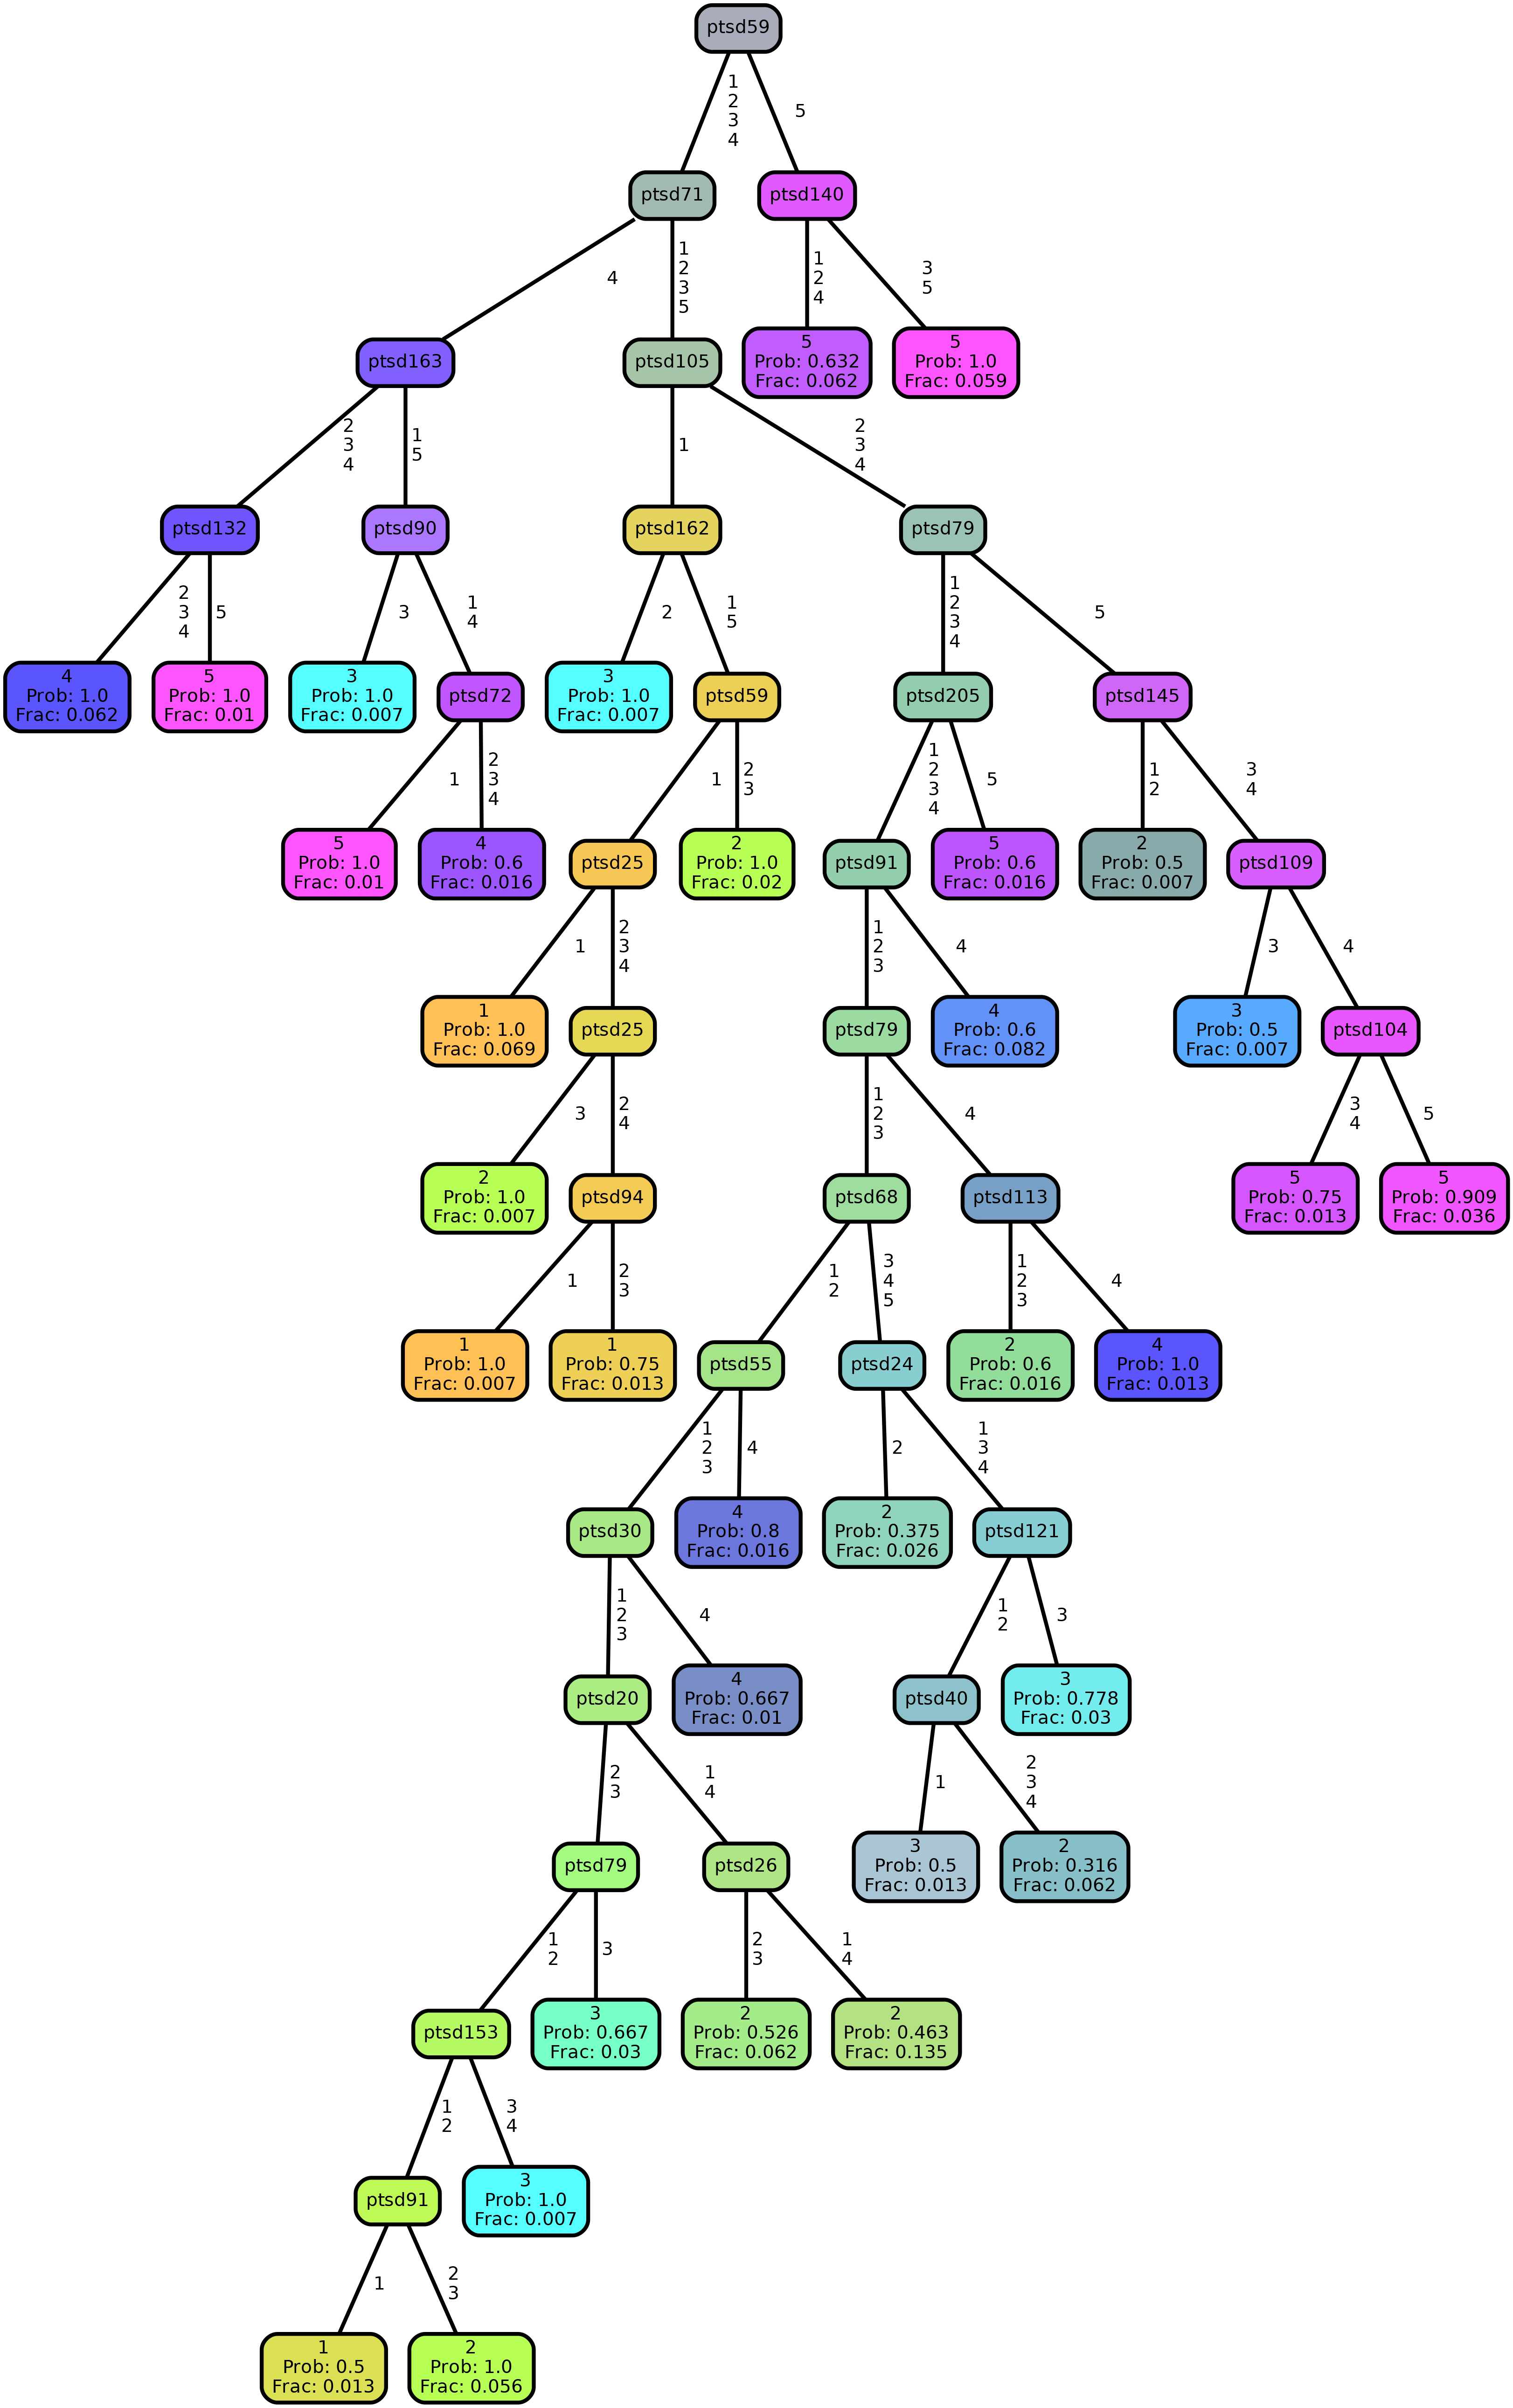 ptsd59
1
2
3
4
5
ptsd71
ptsd140
4
1
2
3
5
1
2
4
3
5
ptsd163
ptsd105
5
Prob: 0.632
Frac: 0.062
5
Prob: 1.0
Frac: 0.059
2
3
4
1
5
1
2
3
4
ptsd132
ptsd90
ptsd162
ptsd79
2
3
4
5
3
1
4
2
1
5
1
2
3
4
5
4
Prob: 1.0
Frac: 0.062
5
Prob: 1.0
Frac: 0.01
3
Prob: 1.0
Frac: 0.007
ptsd72
3
Prob: 1.0
Frac: 0.007
ptsd59
ptsd205
ptsd145
1
2
3
4
1
2
3
1
2
3
4
5
1
2
3
4
5
Prob: 1.0
Frac: 0.01
4
Prob: 0.6
Frac: 0.016
ptsd25
2
Prob: 1.0
Frac: 0.02
ptsd91
5
Prob: 0.6
Frac: 0.016
2
Prob: 0.5
Frac: 0.007
ptsd109
1
2
3
4
1
2
3
4
3
4
1
Prob: 1.0
Frac: 0.069
ptsd25
ptsd79
4
Prob: 0.6
Frac: 0.082
3
Prob: 0.5
Frac: 0.007
ptsd104
3
2
4
1
2
3
4
3
4
5
2
Prob: 1.0
Frac: 0.007
ptsd94
ptsd68
ptsd113
5
Prob: 0.75
Frac: 0.013
5
Prob: 0.909
Frac: 0.036
1
2
3
1
2
3
4
5
1
2
3
4
1
Prob: 1.0
Frac: 0.007
1
Prob: 0.75
Frac: 0.013
ptsd55
ptsd24
2
Prob: 0.6
Frac: 0.016
4
Prob: 1.0
Frac: 0.013
1
2
3
4
2
1
3
4
ptsd30
4
Prob: 0.8
Frac: 0.016
2
Prob: 0.375
Frac: 0.026
ptsd121
1
2
3
4
1
2
3
ptsd20
4
Prob: 0.667
Frac: 0.01
ptsd40
3
Prob: 0.778
Frac: 0.03
2
3
1
4
1
2
3
4
ptsd79
ptsd26
3
Prob: 0.5
Frac: 0.013
2
Prob: 0.316
Frac: 0.062
1
2
3
2
3
1
4
ptsd153
3
Prob: 0.667
Frac: 0.03
2
Prob: 0.526
Frac: 0.062
2
Prob: 0.463
Frac: 0.135
1
2
3
4
ptsd91
3
Prob: 1.0
Frac: 0.007
1
2
3
1
Prob: 0.5
Frac: 0.013
2
Prob: 1.0
Frac: 0.056